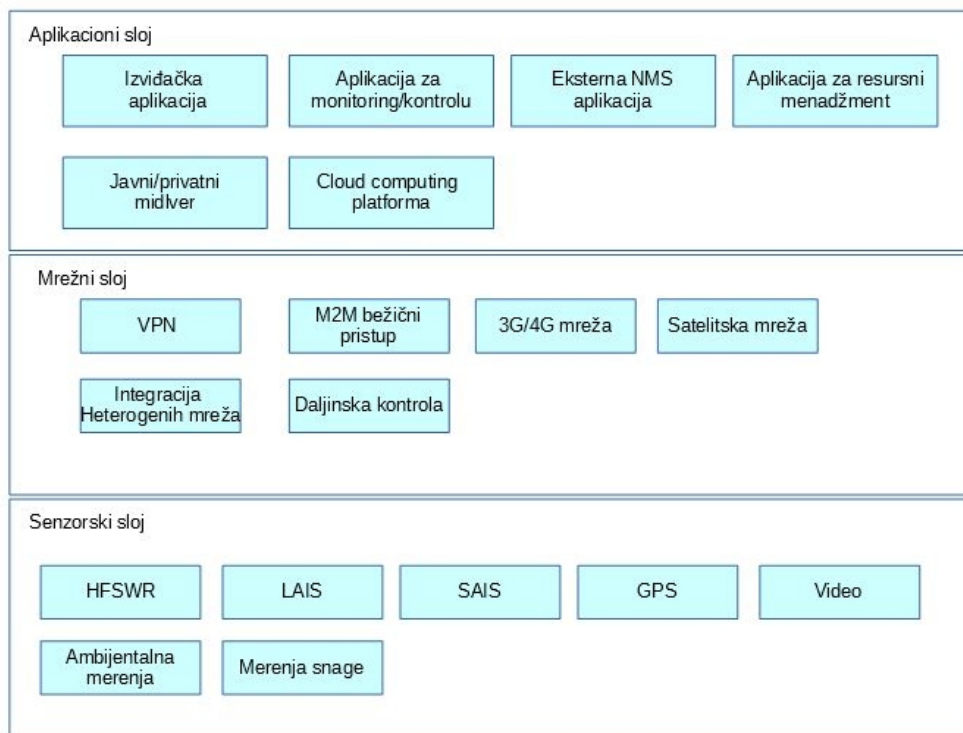 Aplikacioni sloj
Izviđačka
aplikacija
Aplikacija za
monitoring/kontrolu
Eksterna NMS
aplikacija
Aplikacija za resursni
menadžment
Javni/privatni
midlver
Cloud computing
platforma
Mrežni sloj
VPN
M2M bežični
pristup
3G/4G mreža
Satelitska mreža
Integracija
Heterogenih mreža
Daljinska kontrola
Senzorski sloj
HFSWR
LAIS
SAIS
GPS
Video
Ambijentalna
merenja
Merenja snage